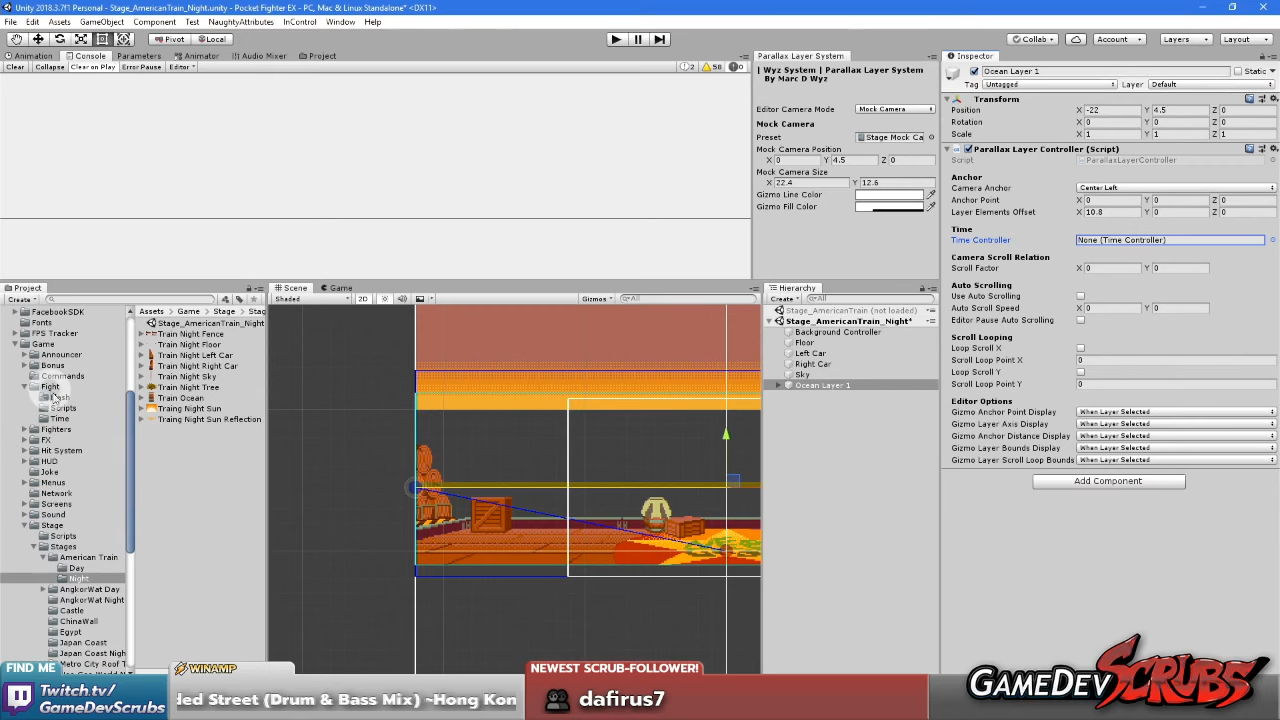 Unity 2018.3.7f1 Personal - Stage_AmericanTrain_Night.unity - Pocket Fighter EX - PC, Mac & Linux Standalone* <DX11>
File Edit Assets GameObject Component Test NaughtyAttributes InControl Window Help
Pivot Local Collab Account Layers Layout
Animation Console Parameters Animator Audio Mixer Project
Clear Collapse Clear on Play Error Pause Editor 2 58 0
Parallax Layer System
| Wyz System | Parallax Layer System
By Marc D Wyz
Editor Camera Mode Mock Camera
Mock Camera
Preset Stage Mock Ca
Mock Camera Position
X 0 Y 4.5 Z 0
Mock Camera Size
X 22.4 Y 12.6
Gizmo Line Color
Gizmo Fill Color
Inspector
Ocean Layer 1 Static
Tag Untagged Layer Default
Transform
Position X -22 Y 4.5 Z 0
Rotation X 0 Y 0 Z 0
Scale X 1 Y 1 Z 1
Parallax Layer Controller (Script)
Script ParallaxLayerController
Anchor
Camera Anchor Center Left
Anchor Point X 0 Y 0 Z 0
Layer Elements Offset X 10.8 Y 0 Z 0
Time
Time Controller None (Time Controller)
Camera Scroll Relation
Scroll Factor X 0 Y 0
Auto Scrolling
Use Auto Scrolling
Auto Scroll Speed X 0 Y 0
Editor Pause Auto Scrolling
Scroll Looping
Loop Scroll X
Loop Scroll Point X 0
Loop Scroll Y
Loop Scroll Point Y 0
Editor Options
Gizmo Anchor Point Display When Layer Selected
Gizmo Layer Axis Display When Layer Selected
Gizmo Anchor Distance Display When Layer Selected
Gizmo Layer Bounds Display When Layer Selected
Gizmo Layer Scroll Loop Bounds When Layer Selected
Add Component
Project
Create
FacebookSDK
Fonts
FPS Tracker
Game
Announcer
Bonus
Commands
Fight
Scripts
Time
Fighters
FX
Hit System
HUD
Joke
Menus
Network
Screens
Sound
Stage
Scripts
Stages
American Train
Day
Night
AngkorWat Day
AngkorWat Night
Castle
ChinaWall
Egypt
Japan Coast
Japan Coast Night
Metro City Roof T
Assets Game Stage Stag
Stage_AmericanTrain_Night
Train Night Fence
Train Night Floor
Train Night Left Car
Train Night Right Car
Train Night Sky
Train Night Tree
Train Ocean
Traing Night Sun
Traing Night Sun Reflection
Scene Game
Shaded 2D Gizmos All
Hierarchy
Create All
Stage_AmericanTrain (not loaded)
Stage_AmericanTrain_Night*
Background Controller
Floor
Left Car
Right Car
Sky
Ocean Layer 1
FIND ME
Twitch.tv/
GameDevScrubs
WINAMP
ded Street (Drum & Bass Mix) ~Hong Kon
NEWEST SCRUB-FOLLOWER!
dafirus7
GAMEDEV SCRUBS